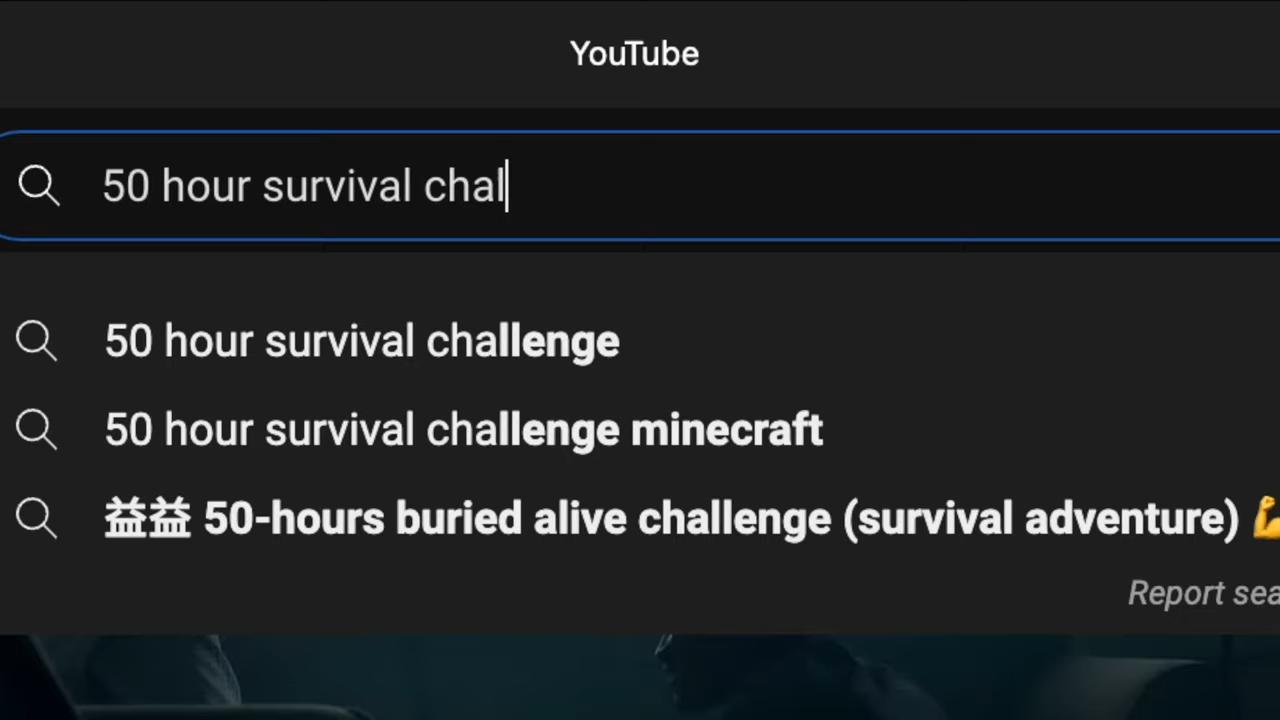 YouTube
50 hour survival chal
50 hour survival challenge
50 hour survival challenge minecraft
益益 50-hours buried alive challenge (survival adventure) 💪
Report sea